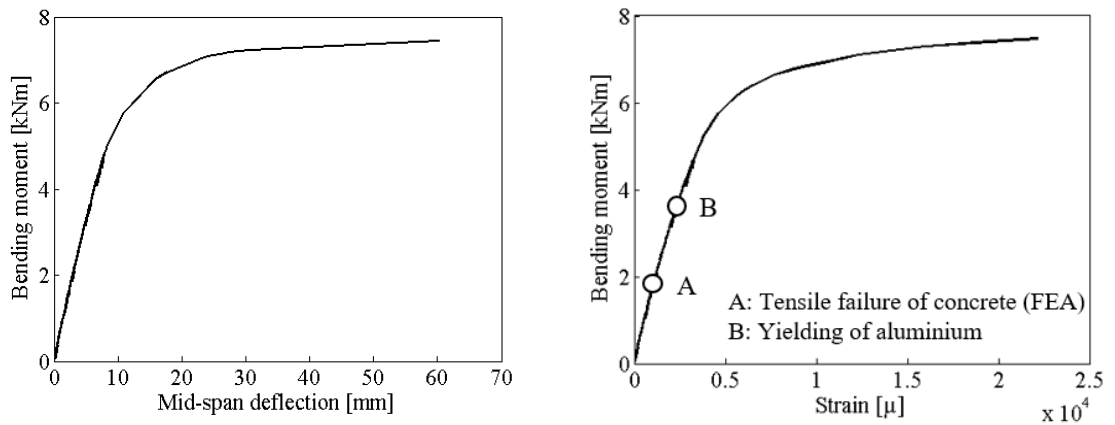 8
6
4
2
0
Bending moment [kNm]
0 10 20 30 40 50 60 70
Mid-span deflection [mm]
8
6
4
2
0
Bending moment [kNm]
B
A
A: Tensile failure of concrete (FEA)
B: Yielding of aluminium
0 0.5 1 1.5 2 2.5
Strain [µ]
x 10⁴